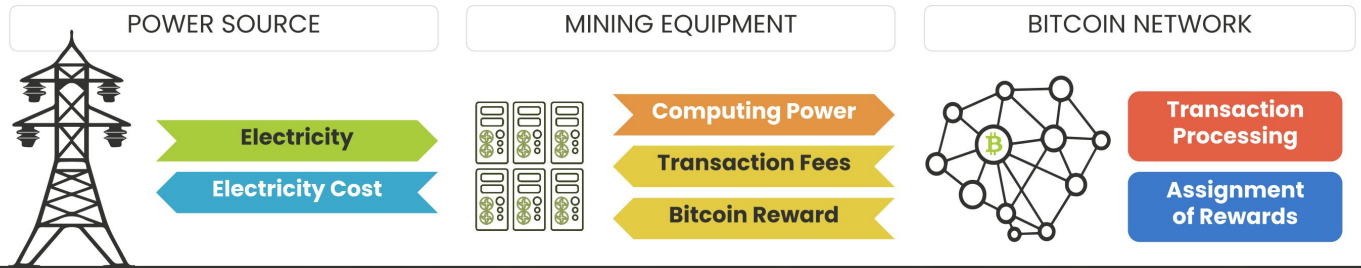 POWER SOURCE
MINING EQUIPMENT
BITCOIN NETWORK
Electricity
Electricity Cost
Computing Power
Transaction Fees
Bitcoin Reward
₿
Transaction
Processing
Assignment
of Rewards